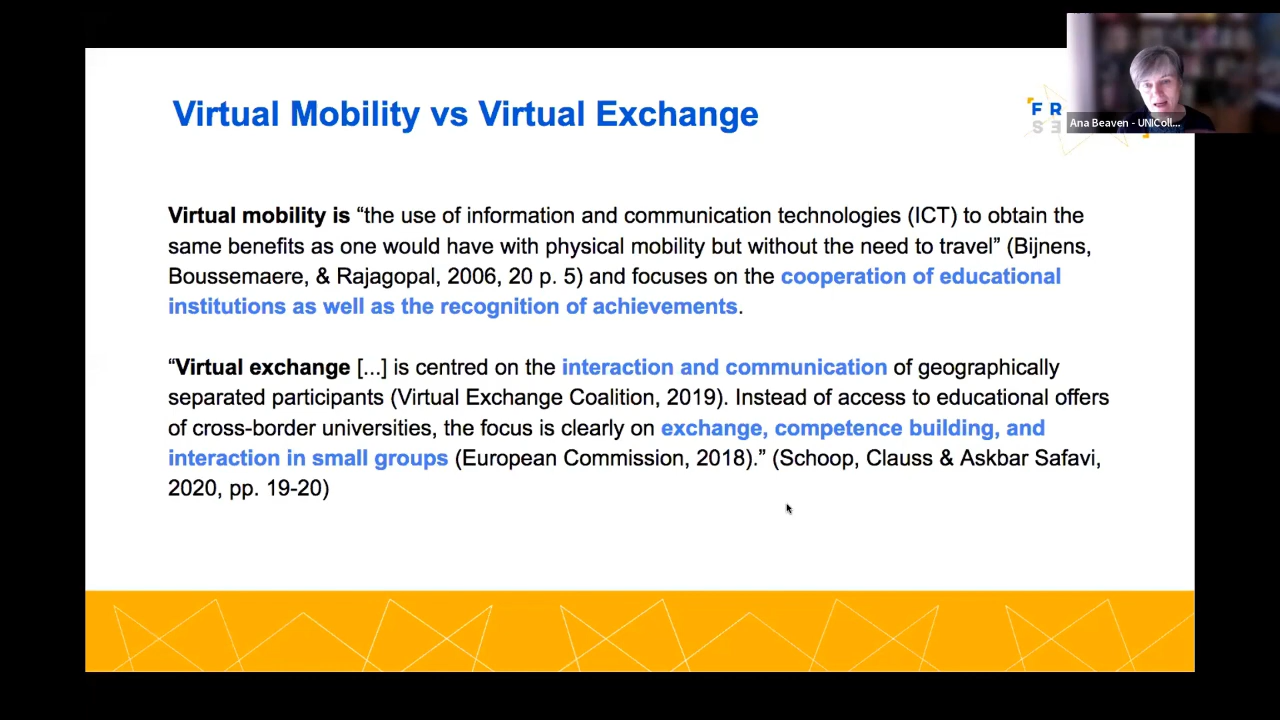 Virtual Mobility vs Virtual Exchange
F R
Ana Beaven - UNIColl...
Virtual mobility is “the use of information and communication technologies (ICT) to obtain the
same benefits as one would have with physical mobility but without the need to travel” (Bijnens,
Boussemaere, & Rajagopal, 2006, 20 p. 5) and focuses on the cooperation of educational
institutions as well as the recognition of achievements.
“Virtual exchange [...] is centred on the interaction and communication of geographically
separated participants (Virtual Exchange Coalition, 2019). Instead of access to educational offers
of cross-border universities, the focus is clearly on exchange, competence building, and
interaction in small groups (European Commission, 2018).” (Schoop, Clauss & Askbar Safavi,
2020, pp. 19-20)